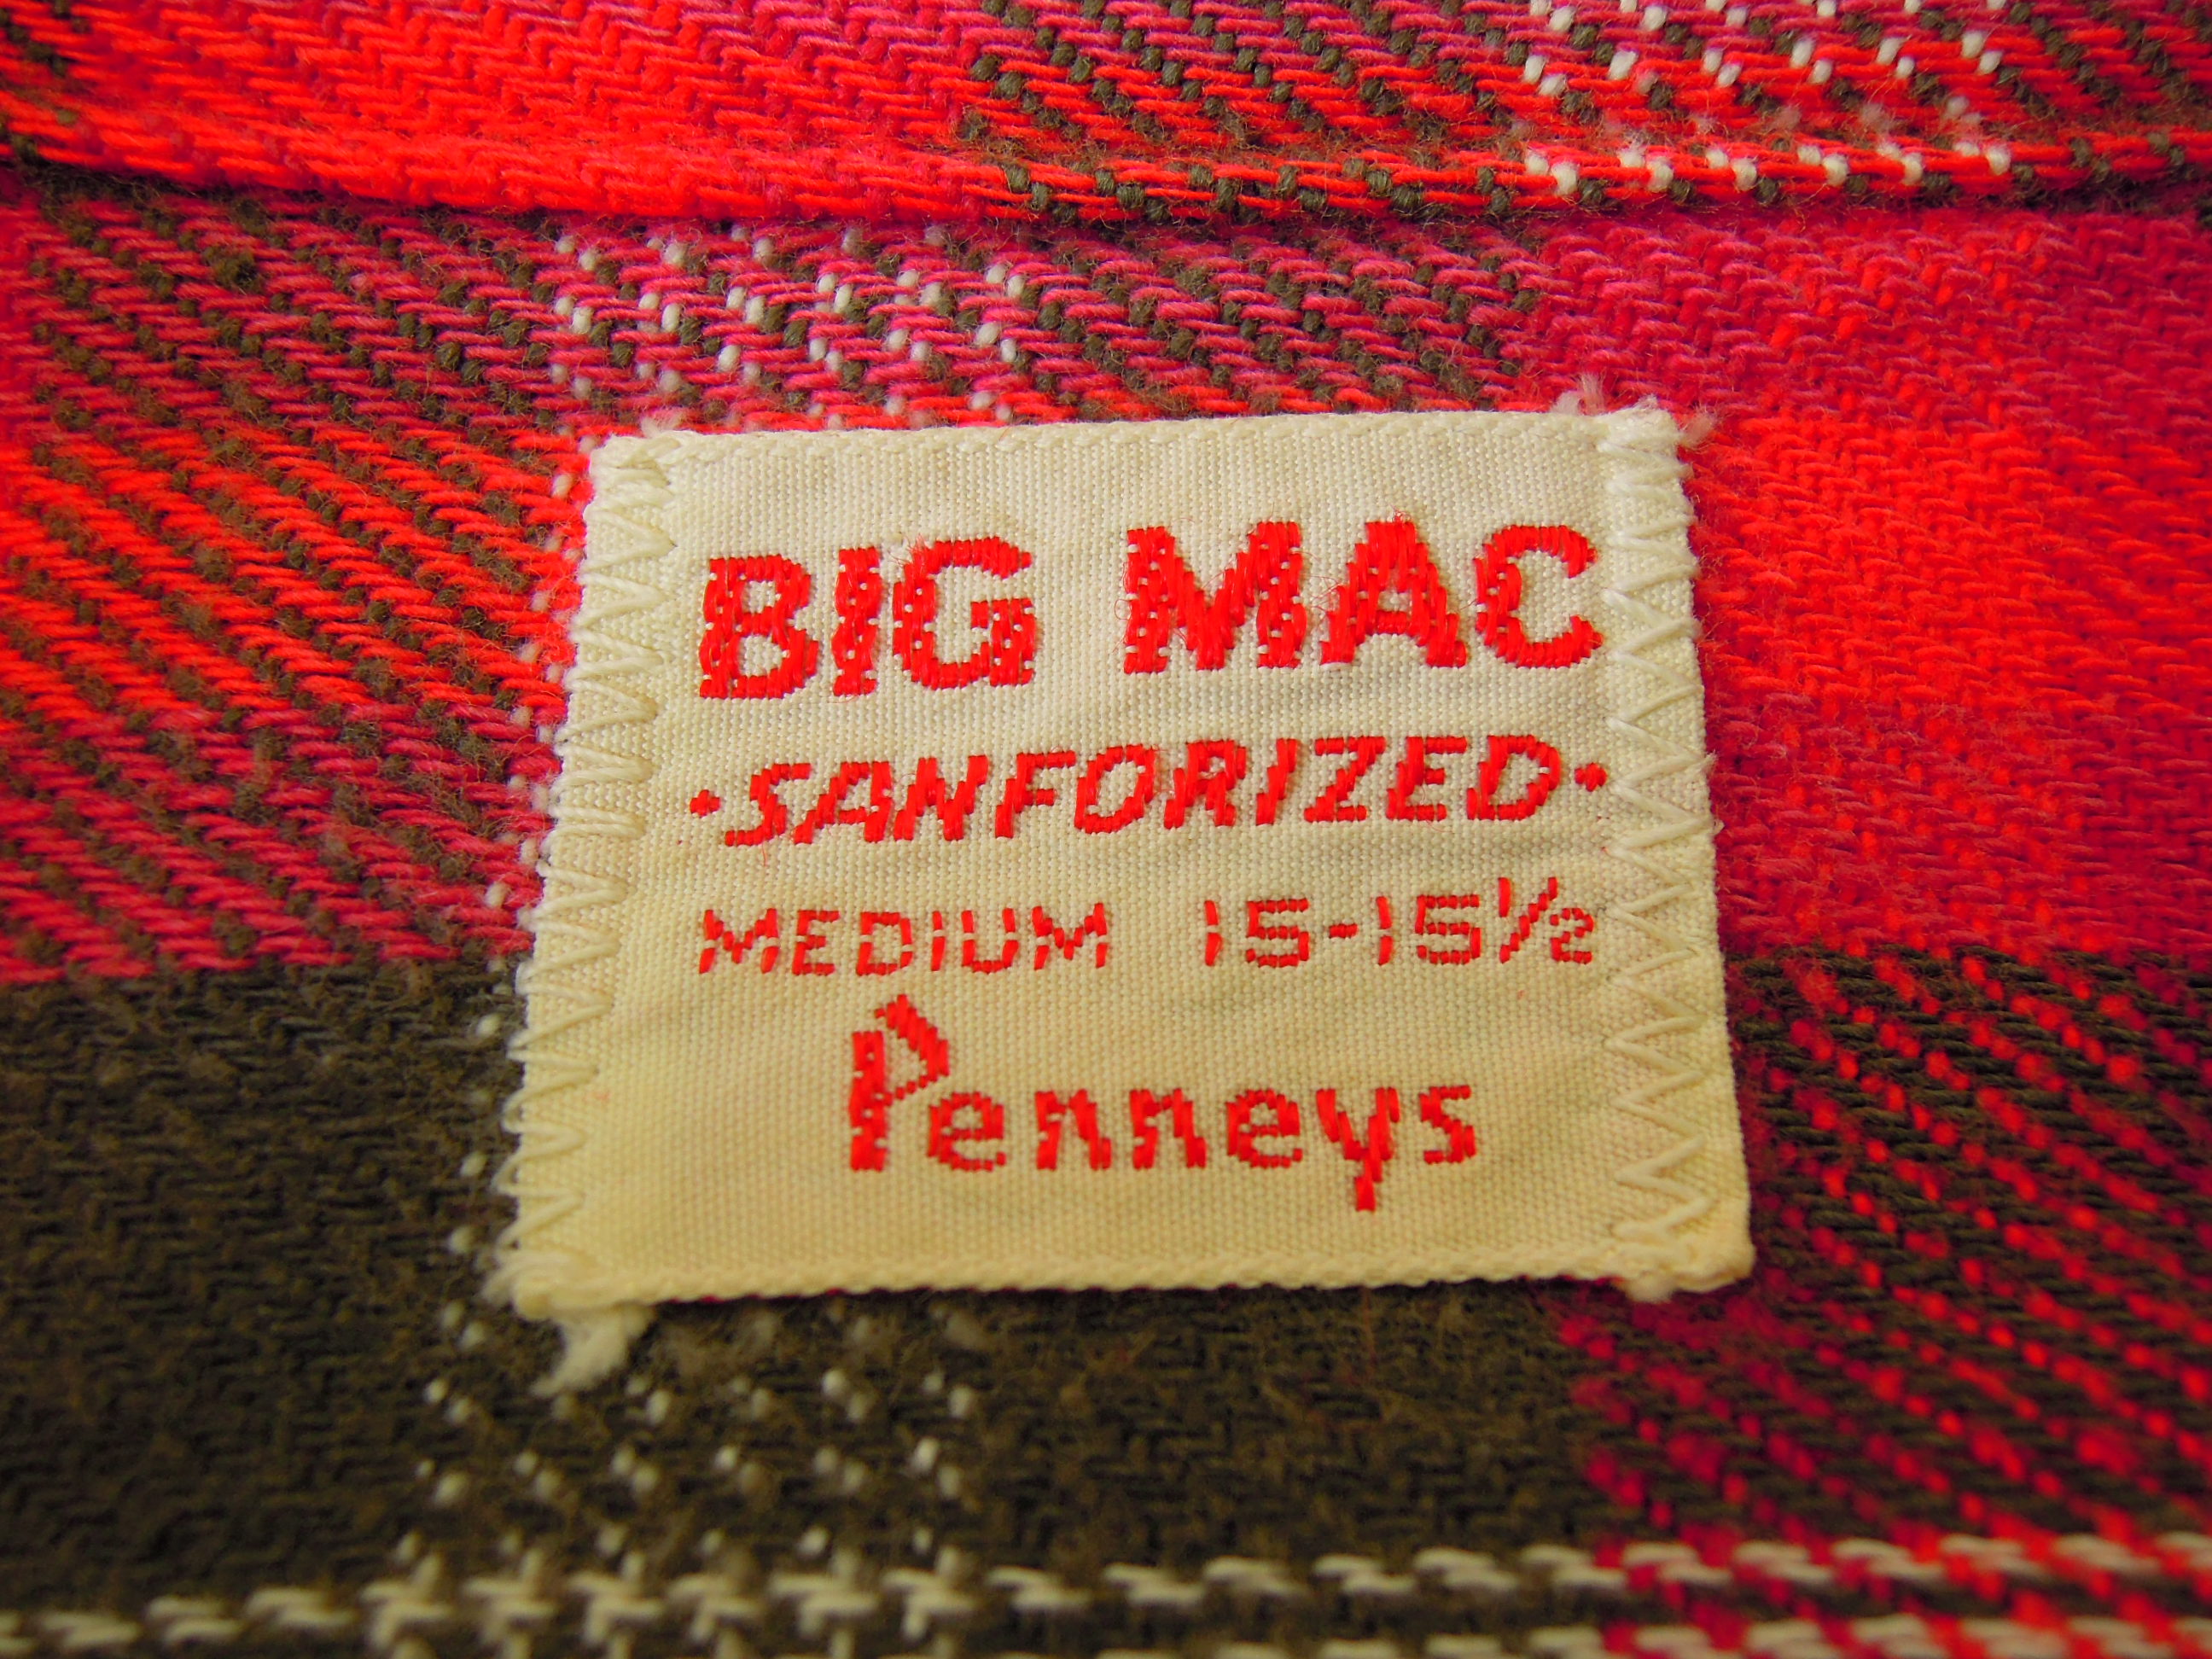 BIG MAC
·SANFORIZED·
MEDIUM 15-15½
Penneys